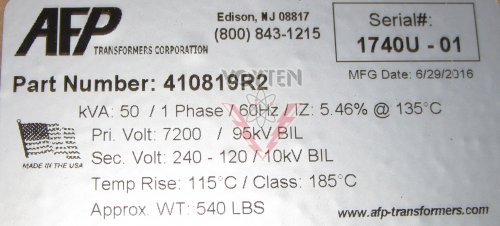 AFP
TRANSFORMERS CORPORATION
Edison, NJ 08817
(800) 843-1215
Serial#:
1740U - 01
MFG Date: 6/29/2016
Part Number: 410819R2
VOXTEN
kVA: 50 / 1 Phase / 60Hz / IZ: 5.46% @ 135°C
Pri. Volt: 7200 / 95kV BIL
Sec. Volt: 240 - 120 / 10kV BIL
MADE IN THE USA
Temp Rise: 115°C / Class: 185°C
Approx. WT: 540 LBS
www.afp-transformers.com